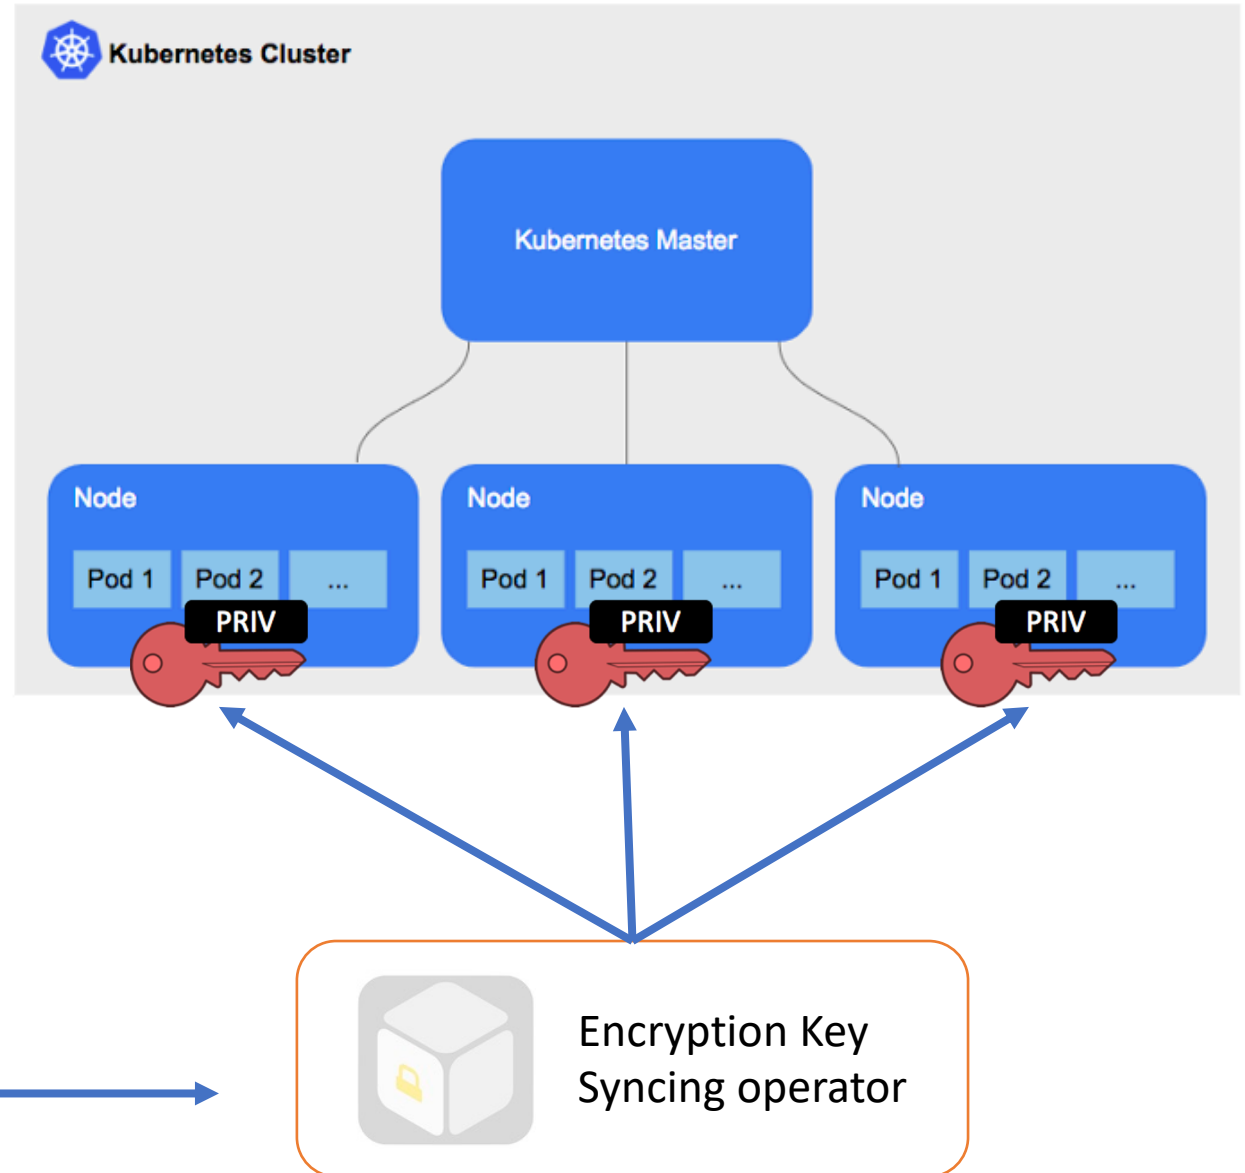 Kubernetes Cluster
Kubernetes Master
Node
Pod 1
Pod 2
...
PRIV
Node
Pod 1
Pod 2
...
PRIV
Node
Pod 1
Pod 2
...
PRIV
Encryption Key
Syncing operator